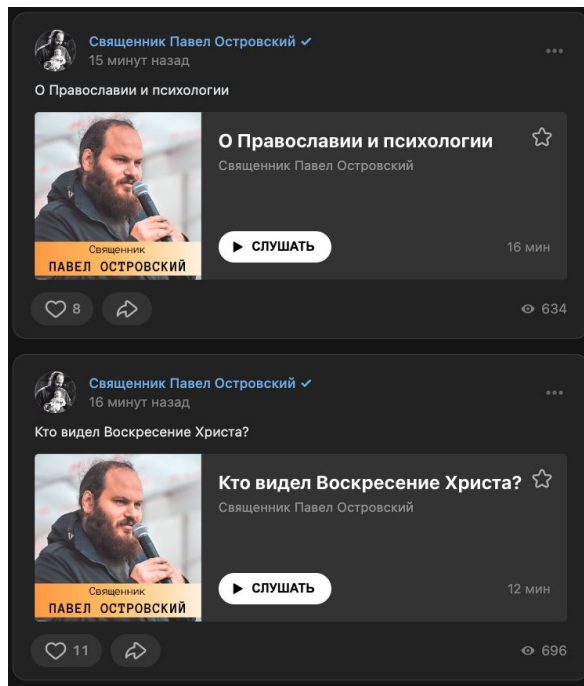 Священник Павел Островский
15 минут назад
О Православии и психологии
О Православии и психологии
Священник Павел Островский
Священник
ПАВЕЛ ОСТРОВСКИЙ
СЛУШАТЬ
16 мин
8
634
Священник Павел Островский
16 минут назад
Кто видел Воскресение Христа?
Кто видел Воскресение Христа?
Священник Павел Островский
Священник
ПАВЕЛ ОСТРОВСКИЙ
СЛУШАТЬ
12 мин
11
696